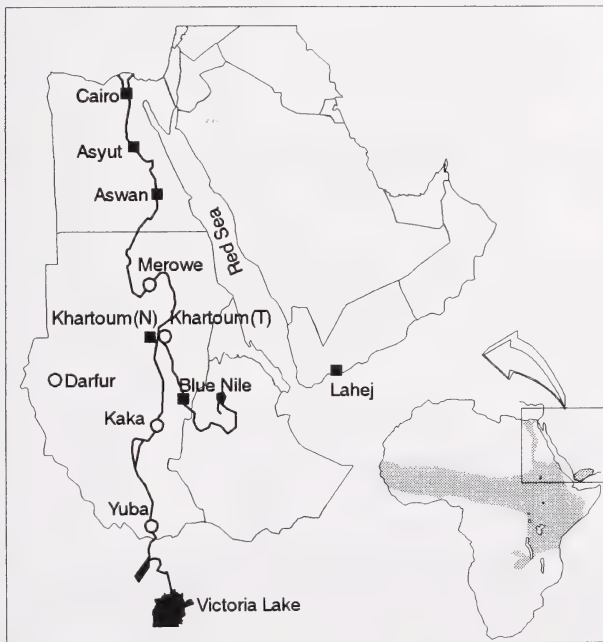 Cairo
Asyut
Aswan
Red Sea
Merowe
Khartoum(N)
Khartoum(T)
Darfur
Blue Nile
Lahej
Kaka
Yuba
Victoria Lake